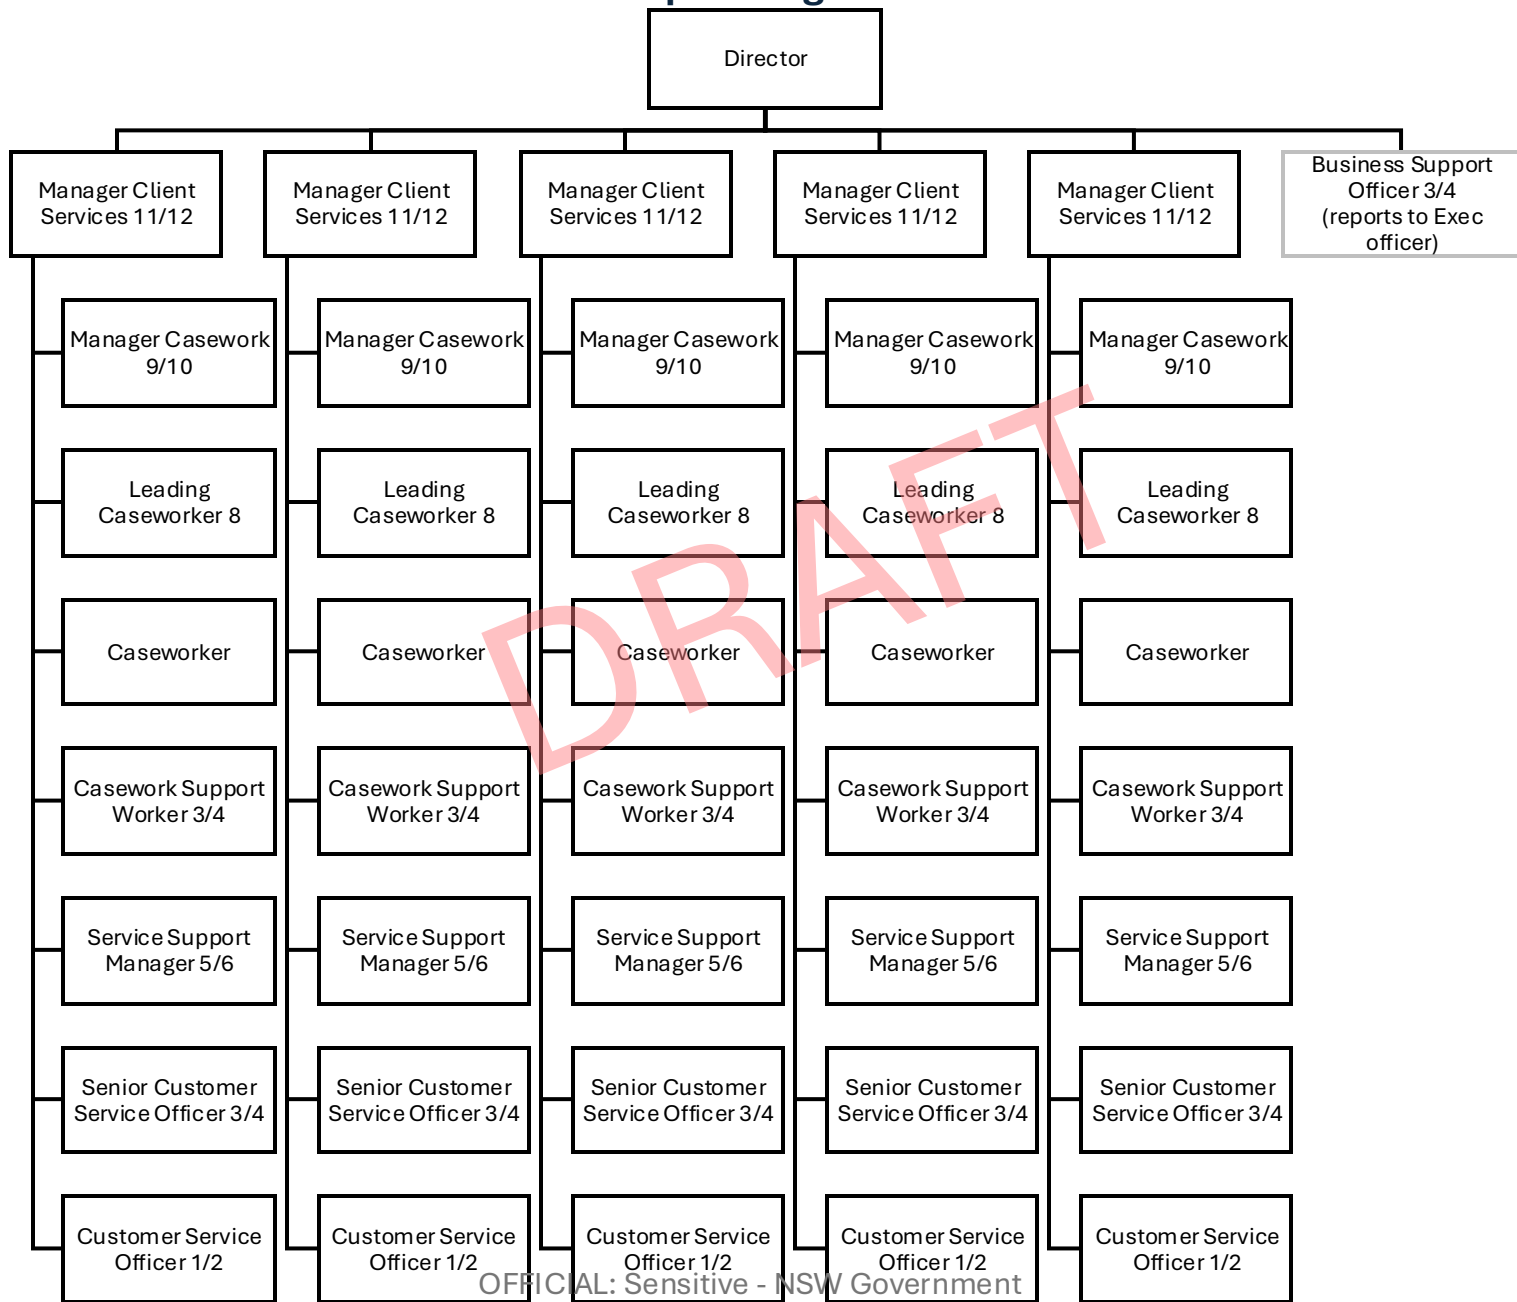 Director
Manager Client
Services 11/12
Manager Client
Services 11/12
Manager Client
Services 11/12
Manager Client
Services 11/12
Manager Client
Services 11/12
Business Support
Officer 3/4
(reports to Exec
officer)
Manager Casework
9/10
Manager Casework
9/10
Manager Casework
9/10
Manager Casework
9/10
Manager Casework
9/10
Leading
Caseworker 8
Leading
Caseworker 8
Leading
Caseworker 8
Leading
Caseworker 8
Leading
Caseworker 8
Caseworker
Caseworker
Caseworker
Caseworker
Caseworker
DRAFT
Casework Support
Worker 3/4
Casework Support
Worker 3/4
Casework Support
Worker 3/4
Casework Support
Worker 3/4
Casework Support
Worker 3/4
Service Support
Manager 5/6
Service Support
Manager 5/6
Service Support
Manager 5/6
Service Support
Manager 5/6
Service Support
Manager 5/6
Senior Customer
Service Officer 3/4
Senior Customer
Service Officer 3/4
Senior Customer
Service Officer 3/4
Senior Customer
Service Officer 3/4
Senior Customer
Service Officer 3/4
Customer Service
Officer 1/2
Customer Service
Officer 1/2
Customer Service
Officer 1/2
Customer Service
Officer 1/2
Customer Service
Officer 1/2
OFFICIAL: Sensitive - NSW Government